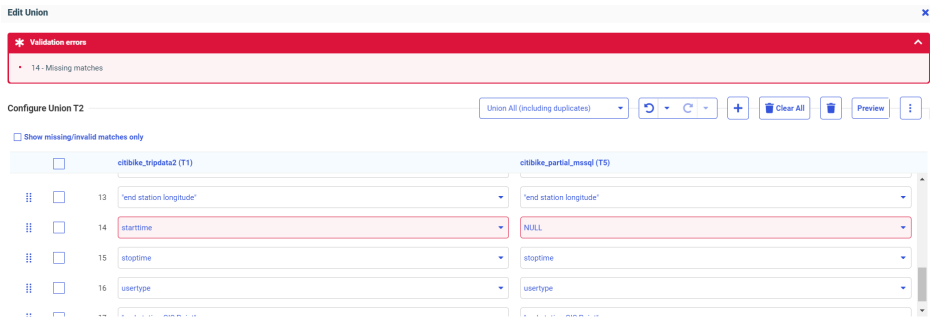 Edit Union
Validation errors
14 - Missing matches
Configure Union T2
Union All (including duplicates)
Clear All
Preview
Show missing/invalid matches only
citibike_tripdata2 (T1) citibike_partial_mssql (T5)
13 "end station longitude" "end station longitude"
14 starttime NULL
15 stoptime stoptime
16 usertype usertype